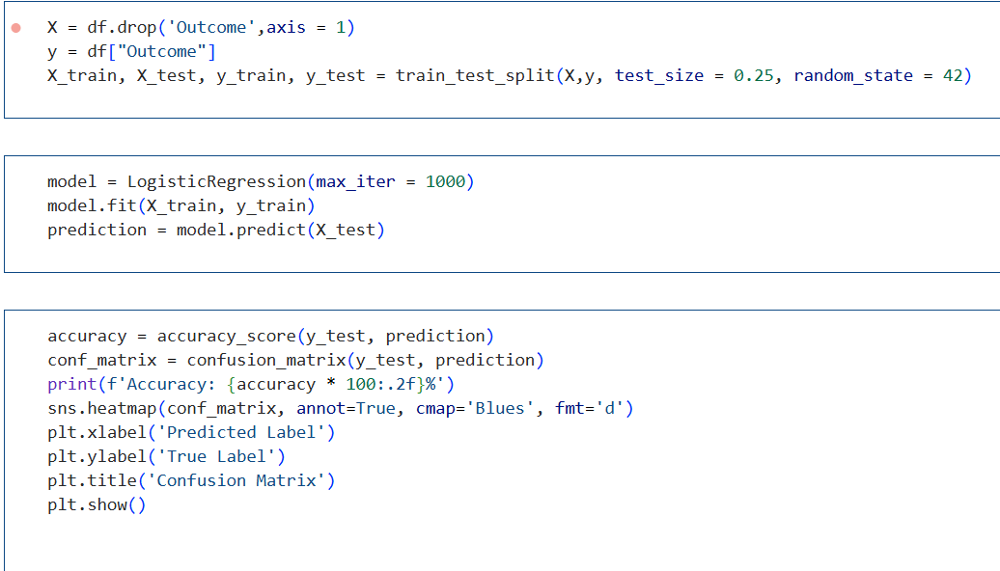 X = df.drop('Outcome',axis = 1)
y = df["Outcome"]
X_train, X_test, y_train, y_test = train_test_split(X,y, test_size = 0.25, random_state = 42)
model = LogisticRegression(max_iter = 1000)
model.fit(X_train, y_train)
prediction = model.predict(X_test)
accuracy = accuracy_score(y_test, prediction)
conf_matrix = confusion_matrix(y_test, prediction)
print(f'Accuracy: {accuracy * 100:.2f}%')
sns.heatmap(conf_matrix, annot=True, cmap='Blues', fmt='d')
plt.xlabel('Predicted Label')
plt.ylabel('True Label')
plt.title('Confusion Matrix')
plt.show()